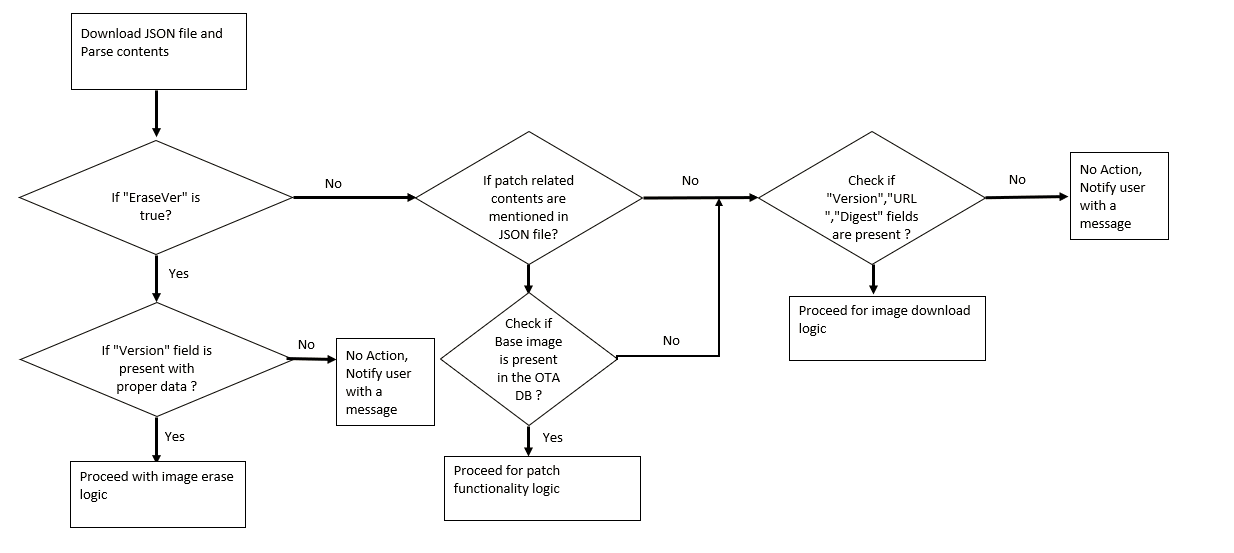 Download JSON file and
Parse contents
If "EraseVer" is
true?
No
If patch related
contents are
mentioned in
JSON file?
No
Check if
"Version","URL
","Digest" fields
are present ?
No
No Action,
Notify user
with a
message
Yes
If "Version" field is
present with
proper data ?
No
No Action,
Notify user
with a
message
Check if
Base image
is present
in the OTA
DB ?
No
Proceed for image download
logic
Yes
Proceed with image erase
logic
Yes
Proceed for patch
functionality logic